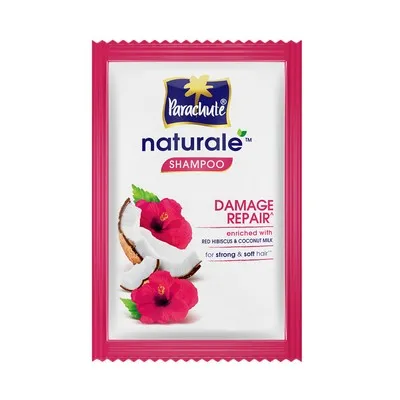 Parachute
naturale™
SHAMPOO
DAMAGE
REPAIR^
enriched with
RED HIBISCUS & COCONUT MILK
for strong & soft hair^^